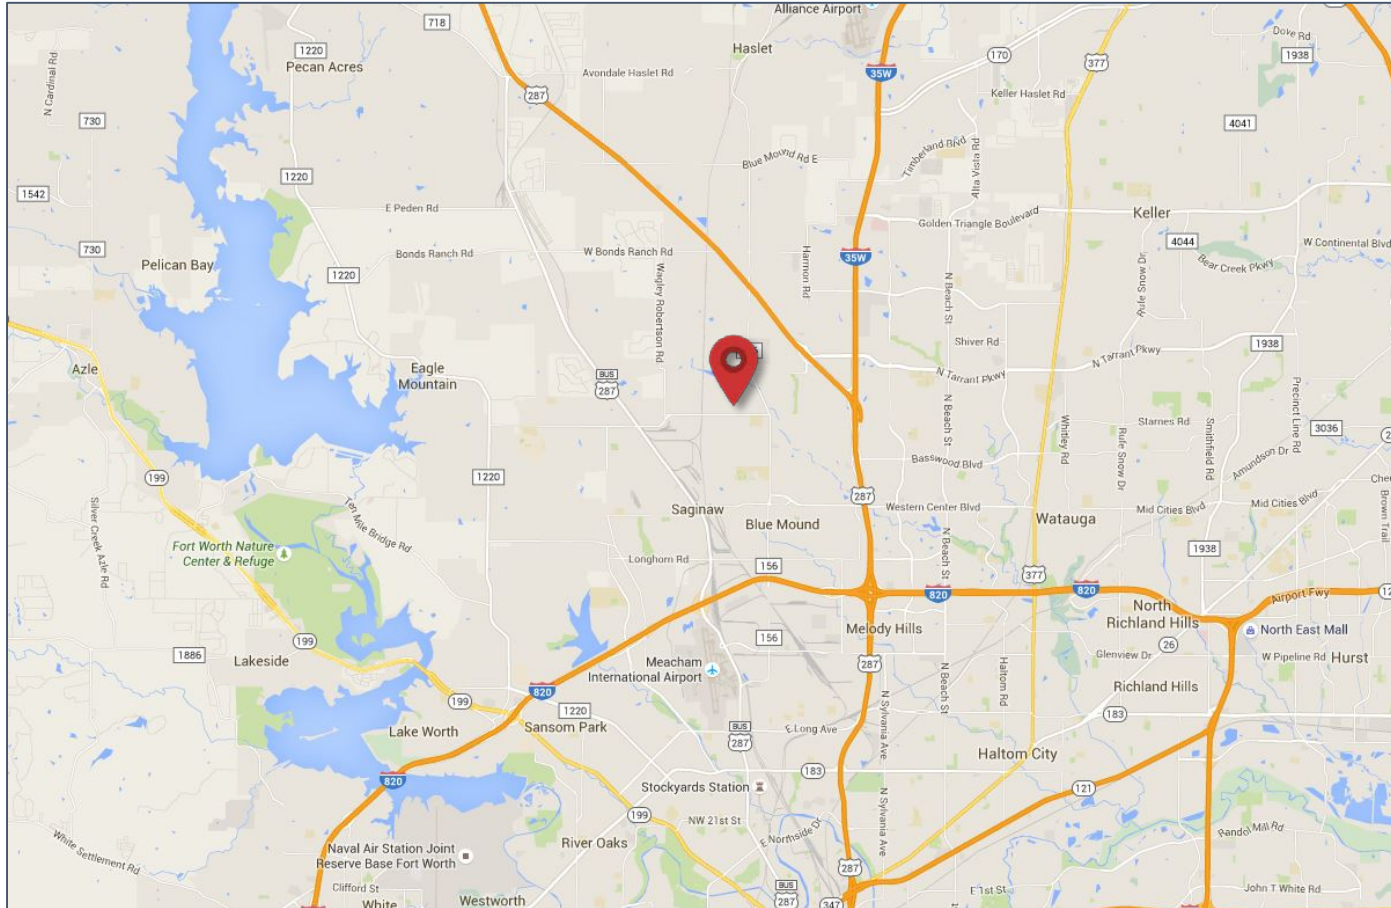 718
Alliance Airport
1220
Pecan Acres
Haslet
170
Dove Rd
1938
N Cardinal Rd
Avondale Haslet Rd
35W
377
287
Keller Haslet Rd
730
4041
Timberland Blvd
Alta Vista Rd
Blue Mound Rd E
1220
1542
E Peden Rd
Golden Triangle Boulevard
Keller
730
Bonds Ranch Rd
W Bonds Ranch Rd
Harmon Rd
35W
4044
W Continental Blvd
Pelican Bay
1220
Wagley Robertson Rd
N Beach St
Rufe Snow Dr
Bear Creek Pkwy
Shiver Rd
1938
Azle
Eagle
Mountain
BUS
287
N Tarrant Pkwy
N Tarrant Pkwy
N Beach St
Whitley Rd
Rufe Snow Dr
Starnes Rd
Smithfield Rd
Precinct Line Rd
3036
199
1220
Basswood Blvd
Amundson Dr
Silver Creek Azle Rd
Ten Mile Bridge Rd
Saginaw
Blue Mound
287
Western Center Blvd
Watauga
Mid Cities Blvd
Mid Cities Blvd
Brown Trail
Fort Worth Nature
Center & Refuge
Longhorn Rd
156
N Beach St
377
1938
820
820
Airport Fwy
North
Richland Hills
199
156
Melody Hills
26
North East Mall
1886
Lakeside
Meacham
International Airport
287
N Beach St
Haltom Rd
Glenview Dr
W Pipeline Rd
Hurst
820
199
1220
N Sylvania Ave
Richland Hills
183
Lake Worth
Sansom Park
BUS
287
E Long Ave
Haltom City
820
183
Stockyards Station
121
199
NW 21st St
N Sylvania Ave
E Northside Dr
White Settlement Rd
River Oaks
Randol Mill Rd
Naval Air Station Joint
Reserve Base Fort Worth
287
Clifford St
White
Westworth
BUS
287
347
E 1st St
John T White Rd